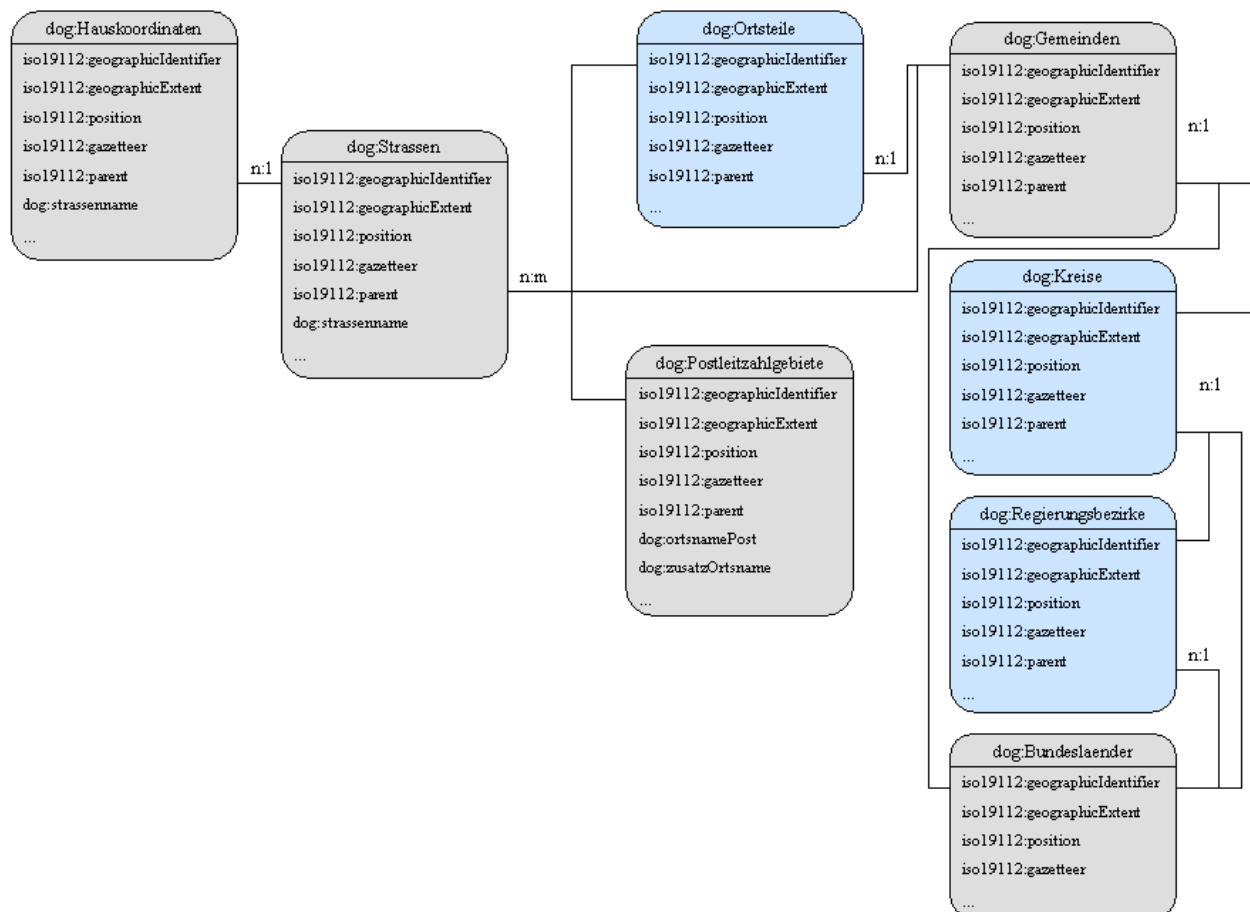 dog:Hauskoordinaten
iso19112:geographicIdentifier
iso19112:geographicExtent
iso19112:position
iso19112:gazetteer
iso19112:parent
dog:strassenname
...
n:1
dog:Strassen
iso19112:geographicIdentifier
iso19112:geographicExtent
iso19112:position
iso19112:gazetteer
iso19112:parent
dog:strassenname
...
n:m
dog:Ortsteile
iso19112:geographicIdentifier
iso19112:geographicExtent
iso19112:position
iso19112:gazetteer
iso19112:parent
...
n:1
dog:Postleitzahlgebiete
iso19112:geographicIdentifier
iso19112:geographicExtent
iso19112:position
iso19112:gazetteer
iso19112:parent
dog:ortsnamePost
dog:zusatzOrtsname
...
dog:Gemeinden
iso19112:geographicIdentifier
iso19112:geographicExtent
iso19112:position
iso19112:gazetteer
iso19112:parent
...
n:1
dog:Kreise
iso19112:geographicIdentifier
iso19112:geographicExtent
iso19112:position
iso19112:gazetteer
iso19112:parent
...
n:1
dog:Regierungsbezirke
iso19112:geographicIdentifier
iso19112:geographicExtent
iso19112:position
iso19112:gazetteer
iso19112:parent
...
n:1
dog:Bundeslaender
iso19112:geographicIdentifier
iso19112:geographicExtent
iso19112:position
iso19112:gazetteer
...